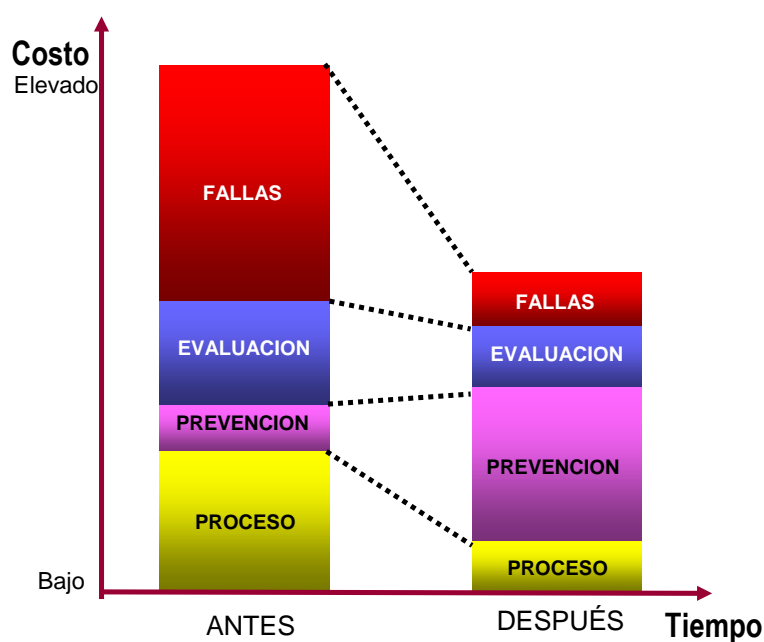 Costo
Elevado
FALLAS
FALLAS
EVALUACION
EVALUACION
PREVENCION
PREVENCION
PROCESO
PROCESO
Bajo
ANTES
DESPUÉS
Tiempo